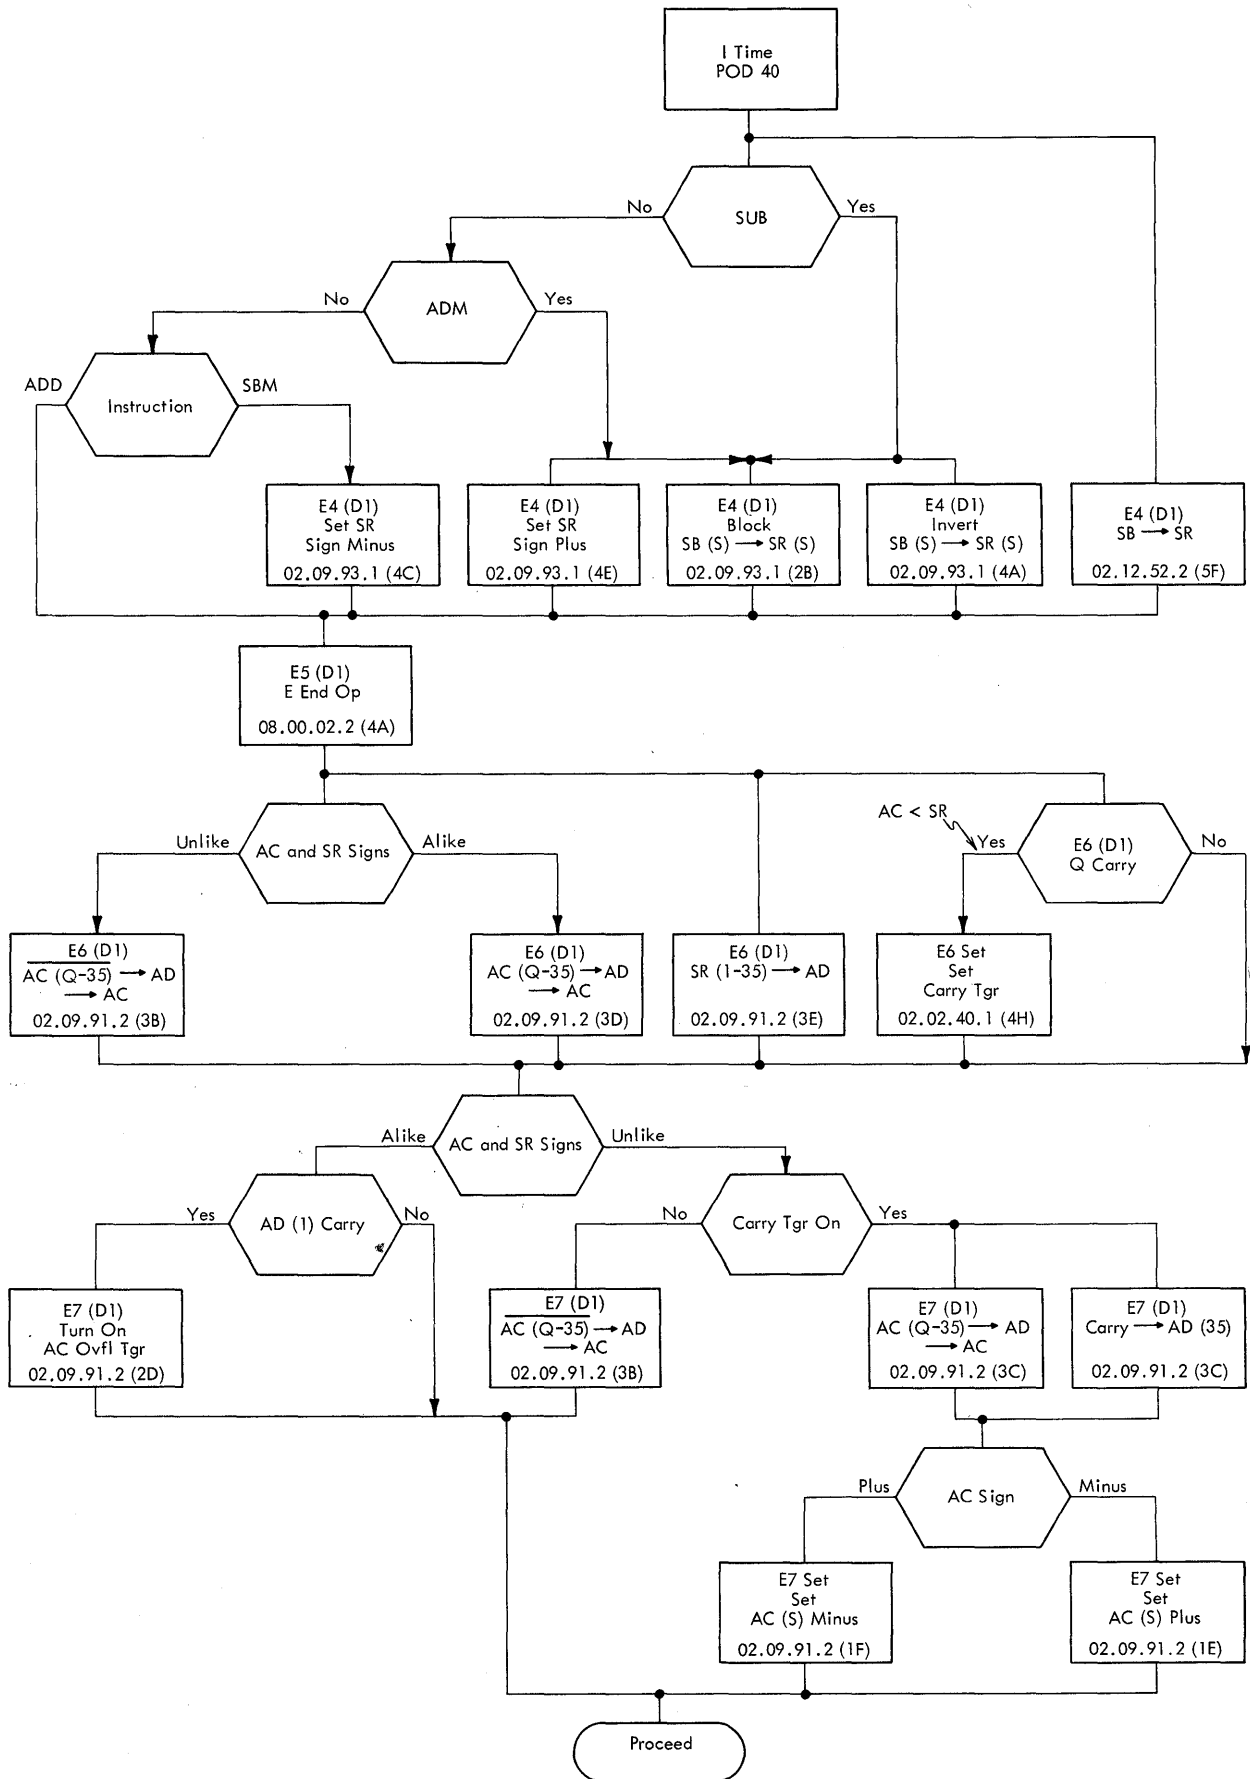 I Time
POD 40
SUB
No
Yes
ADM
No
Yes
Instruction
ADD
SBM
E4 (D1)
Set SR
Sign Minus
02.09.93.1 (4C)
E4 (D1)
Set SR
Sign Plus
02.09.93.1 (4E)
E4 (D1)
Block
SB (S) → SR (S)
02.09.93.1 (2B)
E4 (D1)
Invert
SB (S) → SR (S)
02.09.93.1 (4A)
E4 (D1)
SB → SR
02.12.52.2 (5F)
E5 (D1)
E End Op
08.00.02.2 (4A)
Unlike
AC and SR Signs
Alike
AC < SR
Yes
E6 (D1)
Q Carry
No
E6 (D1)
AC (Q-35) → AD
→ AC
02.09.91.2 (3B)
E6 (D1)
AC (Q-35) → AD
→ AC
02.09.91.2 (3D)
E6 (D1)
SR (1-35) → AD
02.09.91.2 (3E)
E6 Set
Set
Carry Tgr
02.02.40.1 (4H)
Alike
AC and SR Signs
Unlike
Yes
AD (1) Carry
No
No
Carry Tgr On
Yes
E7 (D1)
Turn On
AC Ovfl Tgr
02.09.91.2 (2D)
E7 (D1)
AC (Q-35) → AD
→ AC
02.09.91.2 (3B)
E7 (D1)
AC (Q-35) → AD
→ AC
02.09.91.2 (3C)
E7 (D1)
Carry → AD (35)
02.09.91.2 (3C)
Plus
AC Sign
Minus
E7 Set
Set
AC (S) Minus
02.09.91.2 (1F)
E7 Set
Set
AC (S) Plus
02.09.91.2 (1E)
Proceed